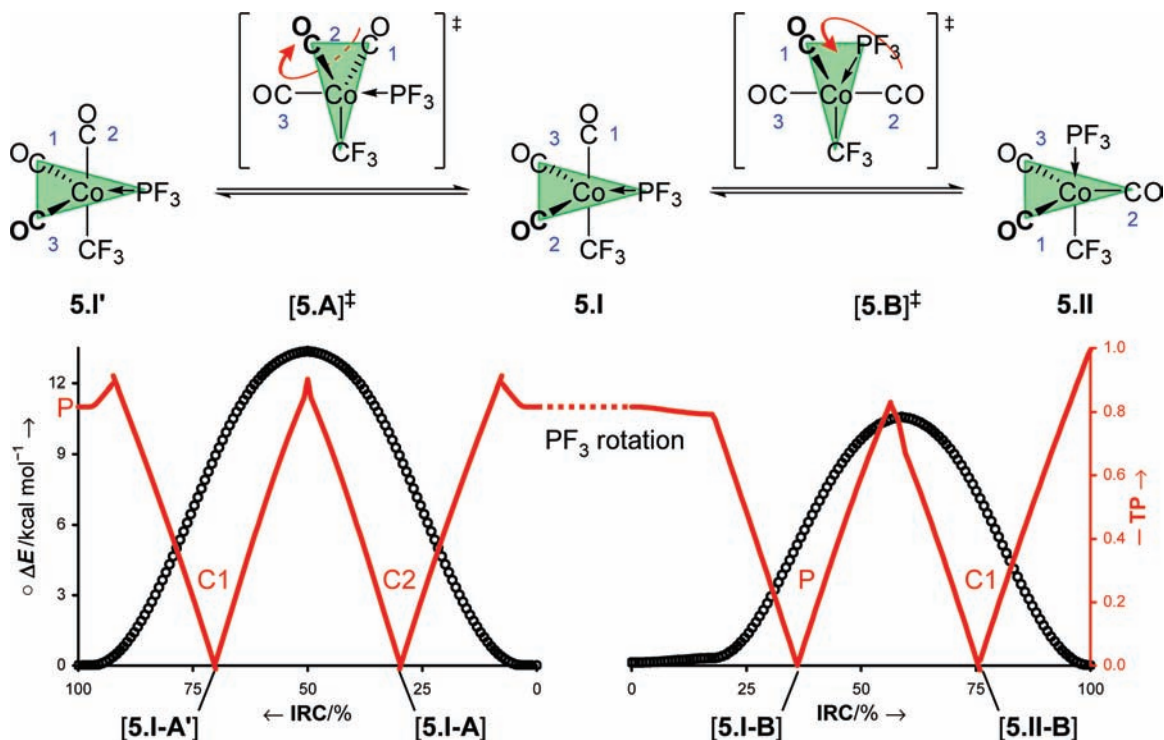 ‡
‡
CO
CO
2
1
OC
Co
PF3
3
CF3
CO
PF3
1
OC
Co
CO
3
2
CF3
O
C
1
2
OC
Co
PF3
OC
3
CF3
O
C
3
1
OC
Co
PF3
OC
2
CF3
PF3
3
OC
Co
CO
OC
2
1
CF3
5.I'
[5.A]‡
5.I
[5.B]‡
5.II
○ ΔE/kcal mol−1 →
12
9
6
3
0
P
C1
C2
PF3 rotation
P
C1
1.0
0.8
0.6
0.4
0.2
0.0
— TP →
100
75
50
25
0
0
25
50
75
100
[5.I-A']
← IRC/%
[5.I-A]
[5.I-B]
IRC/% →
[5.II-B]